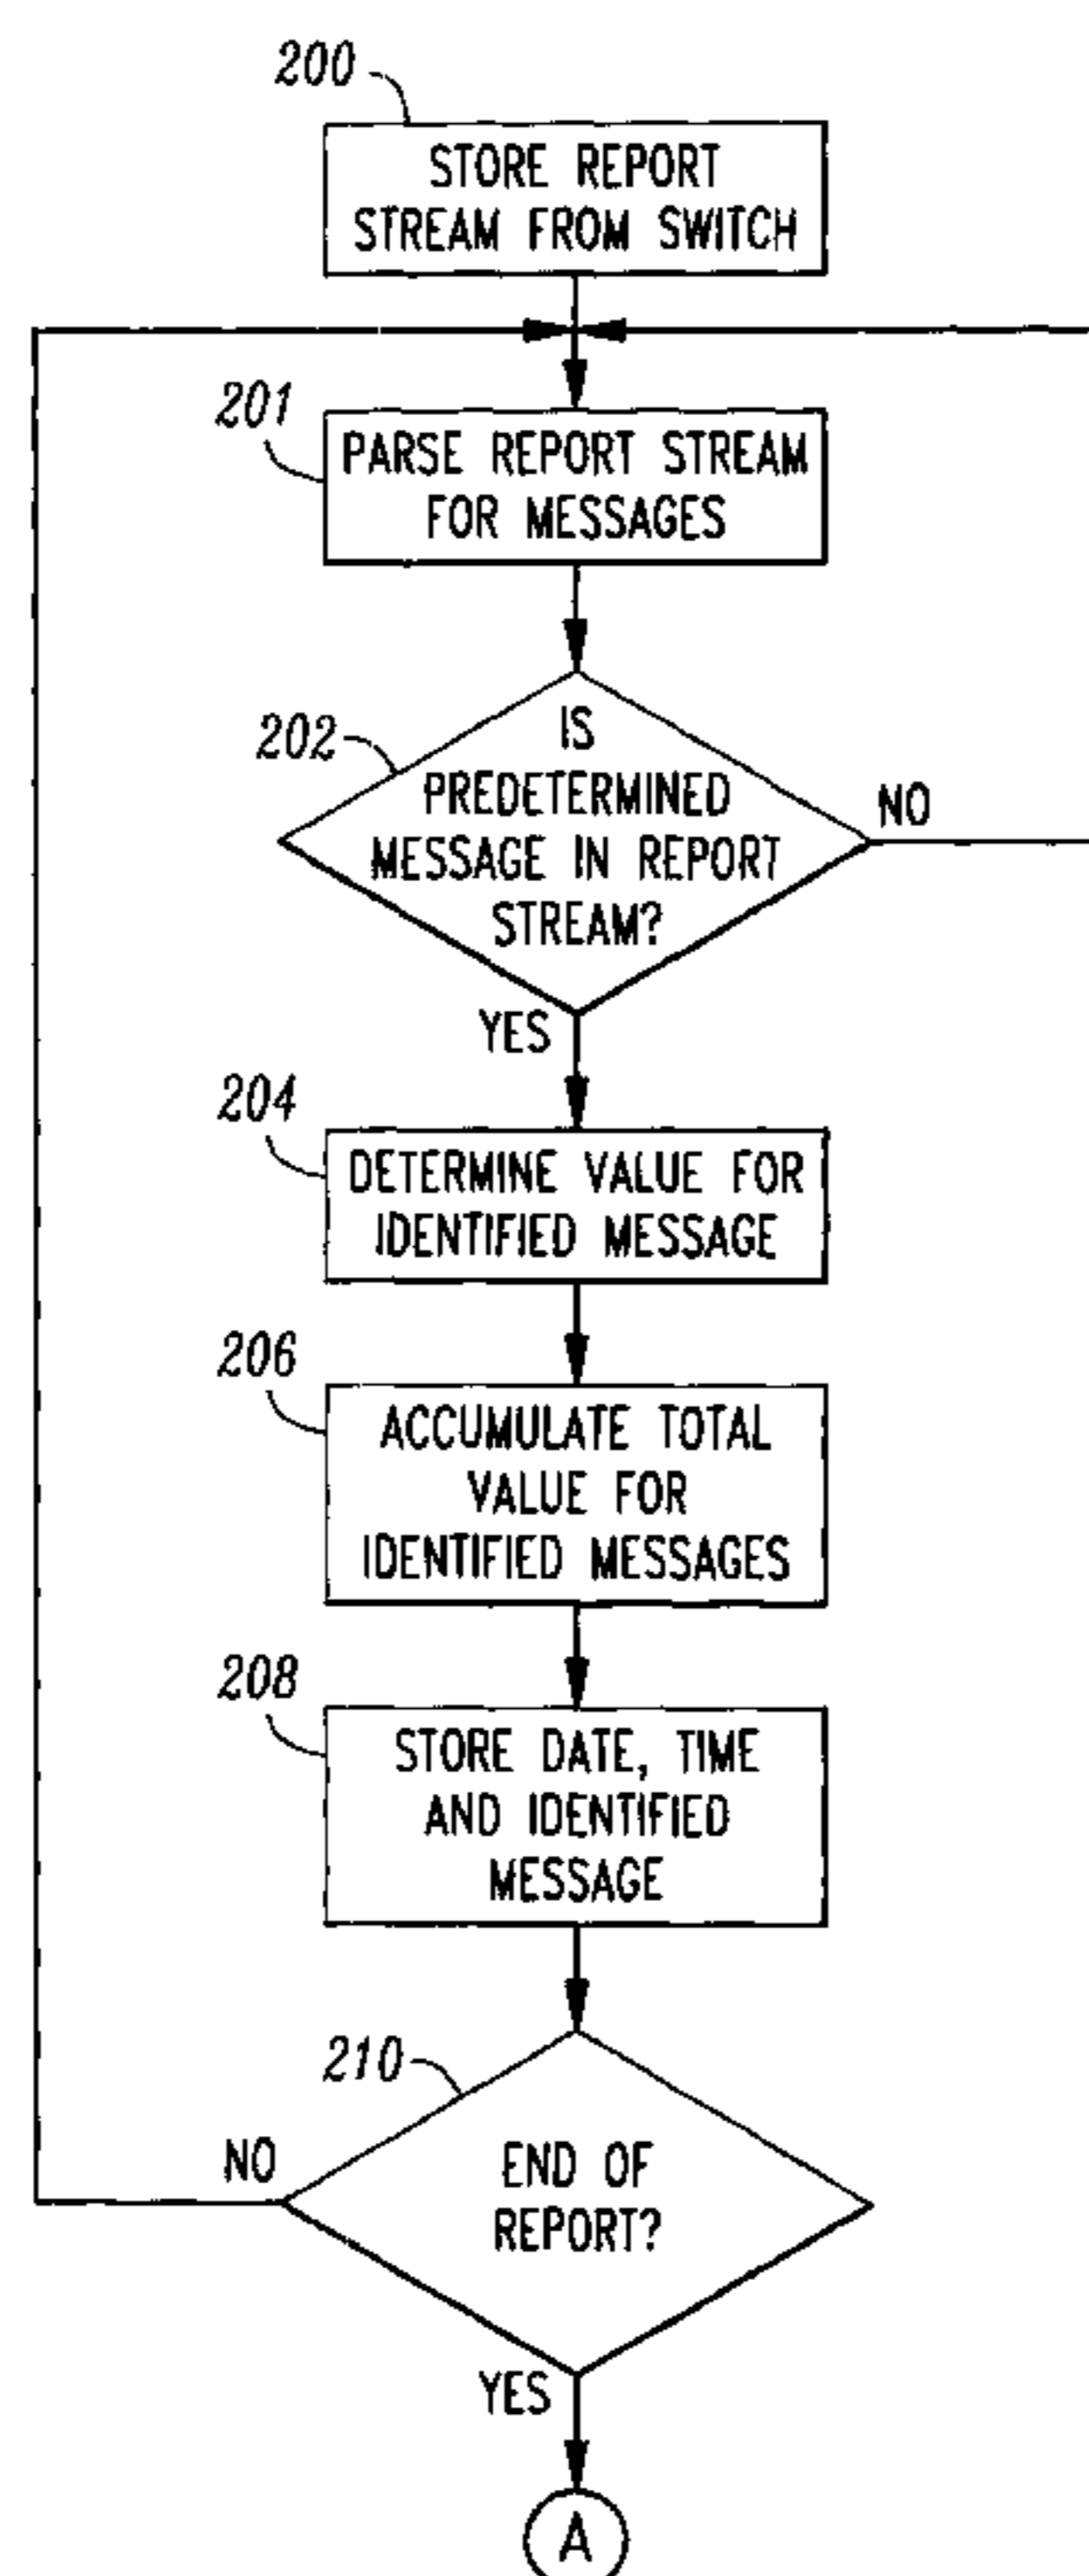 200
STORE REPORT
STREAM FROM SWITCH
201
PARSE REPORT STREAM
FOR MESSAGES
202
IS
PREDETERMINED
MESSAGE IN REPORT
STREAM?
NO
YES
204
DETERMINE VALUE FOR
IDENTIFIED MESSAGE
206
ACCUMULATE TOTAL
VALUE FOR
IDENTIFIED MESSAGES
208
STORE DATE, TIME
AND IDENTIFIED
MESSAGE
210
NO
END OF
REPORT?
YES
A